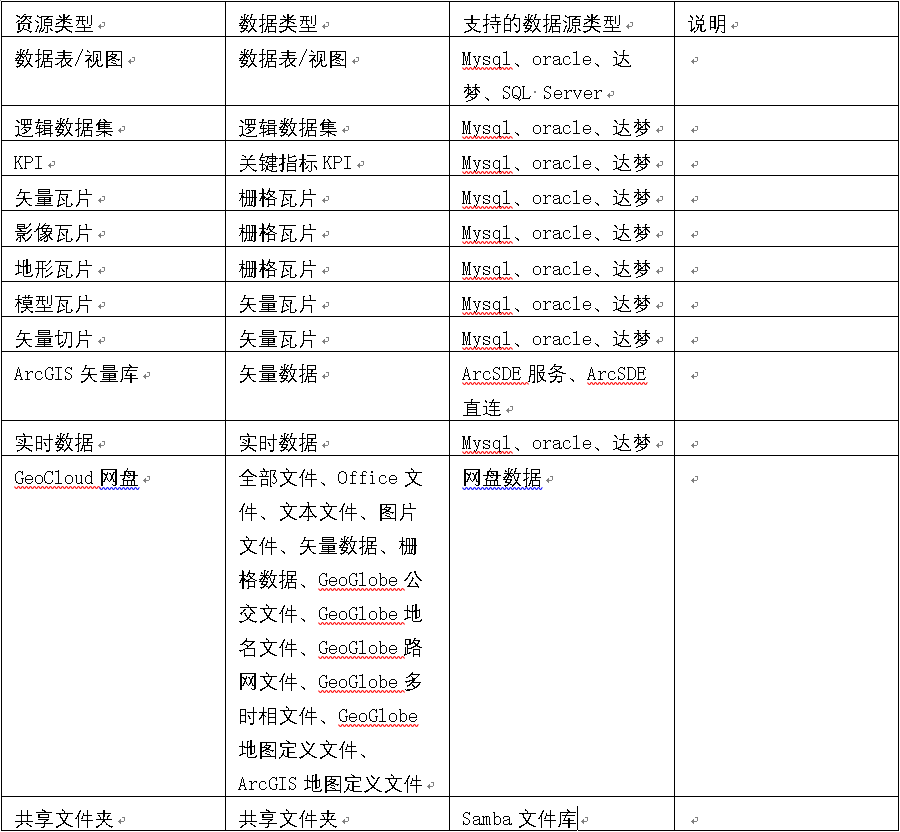 资源类型 数据类型 支持的数据源类型 说明
数据表/视图 数据表/视图 Mysql、oracle、达
梦、SQL Server
逻辑数据集 逻辑数据集 Mysql、oracle、达梦
KPI 关键指标 KPI Mysql、oracle、达梦
矢量瓦片 栅格瓦片 Mysql、oracle、达梦
影像瓦片 栅格瓦片 Mysql、oracle、达梦
地形瓦片 栅格瓦片 Mysql、oracle、达梦
模型瓦片 矢量瓦片 Mysql、oracle、达梦
矢量切片 矢量瓦片 Mysql、oracle、达梦
ArcGIS 矢量库 矢量数据 ArcSDE 服务、ArcSDE
直连
实时数据 实时数据 Mysql、oracle、达梦
GeoCloud 网盘 全部文件、Office 文 网盘数据
件、文本文件、图片
文件、矢量数据、栅
格数据、GeoGlobe 公
交文件、GeoGlobe 地
名文件、GeoGlobe 路
网文件、GeoGlobe 多
时相文件、GeoGlobe
地图定义文件、
ArcGIS 地图定义文件
共享文件夹 共享文件夹 Samba 文件库